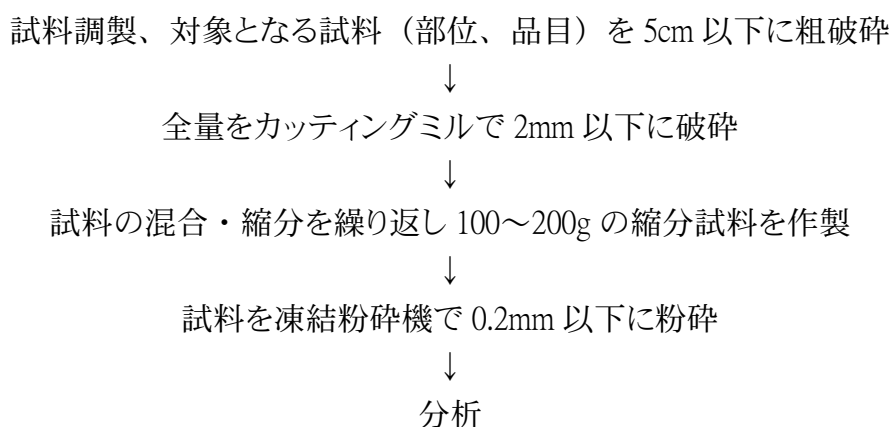 試料調製、対象となる試料（部位、品目）を 5cm 以下に粗破砕
↓
全量をカッティングミルで 2mm 以下に破砕
↓
試料の混合・縮分を繰り返し 100～200g の縮分試料を作製
↓
試料を凍結粉砕機で 0.2mm 以下に粉砕
↓
分析